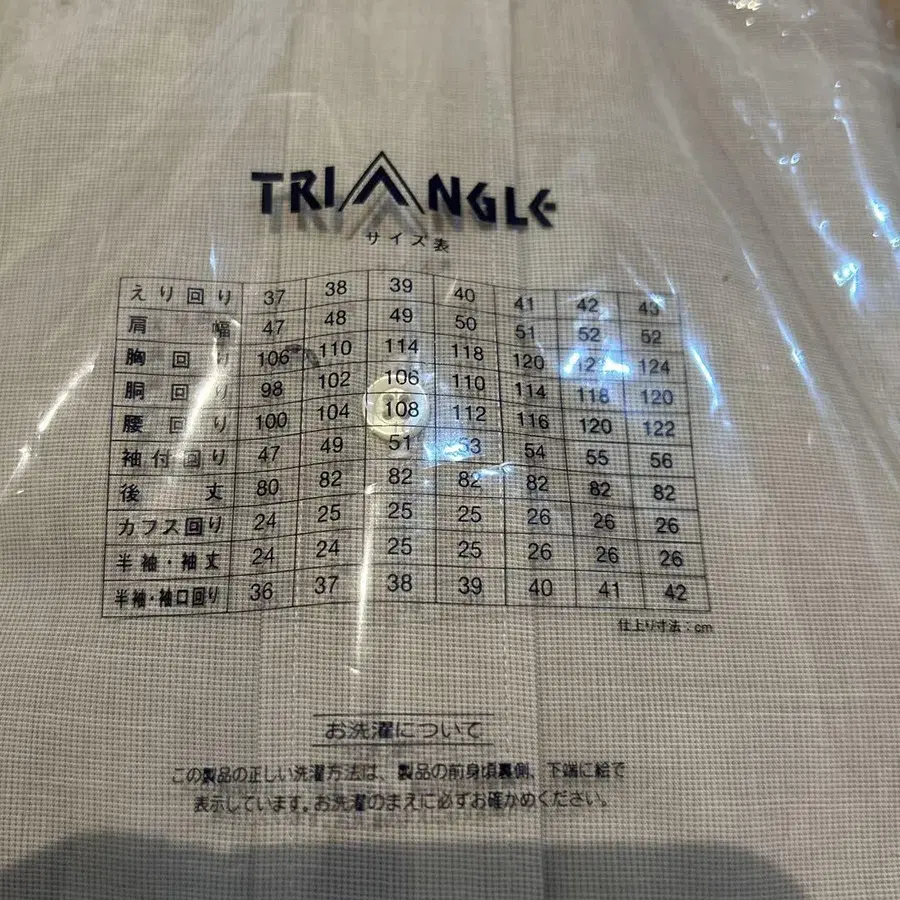 TRIANGLE
サイズ表
えり回り 37 38 39 40 41 42 43
肩幅 47 48 49 50 51 52 52
胸回り 106 110 114 118 120 124
胴回り 98 102 106 110 114 118 120
腰回り 100 104 108 112 116 120 122
袖付回り 47 49 51 53 54 55 56
後丈 80 82 82 82 82 82 82
カフス回り 24 25 25 25 26 26 26
半袖・袖丈 24 24 25 25 26 26 26
半袖・袖口回り 36 37 38 39 40 41 42
仕上り寸法:cm
お洗濯について
この製品の正しい洗濯方法は、製品の前身頃裏側、下端に絵で
表示しています。お洗濯のまえに必ずお確かめください。